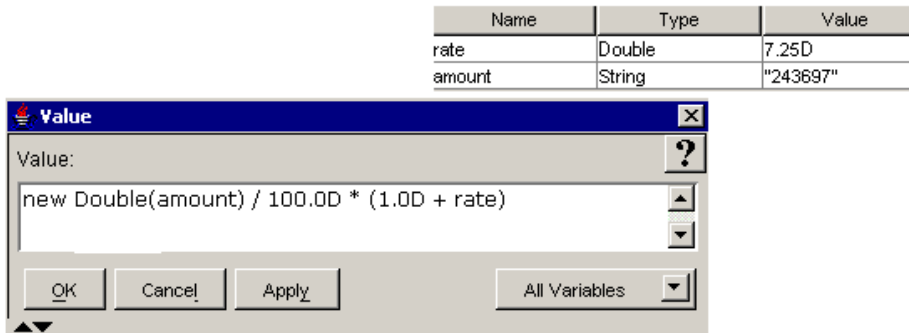 Name Type Value
rate Double 7.25D
amount String "243697"
Value
Value:
?
new Double(amount) / 100.0D * (1.0D + rate)
OK Cancel Apply All Variables